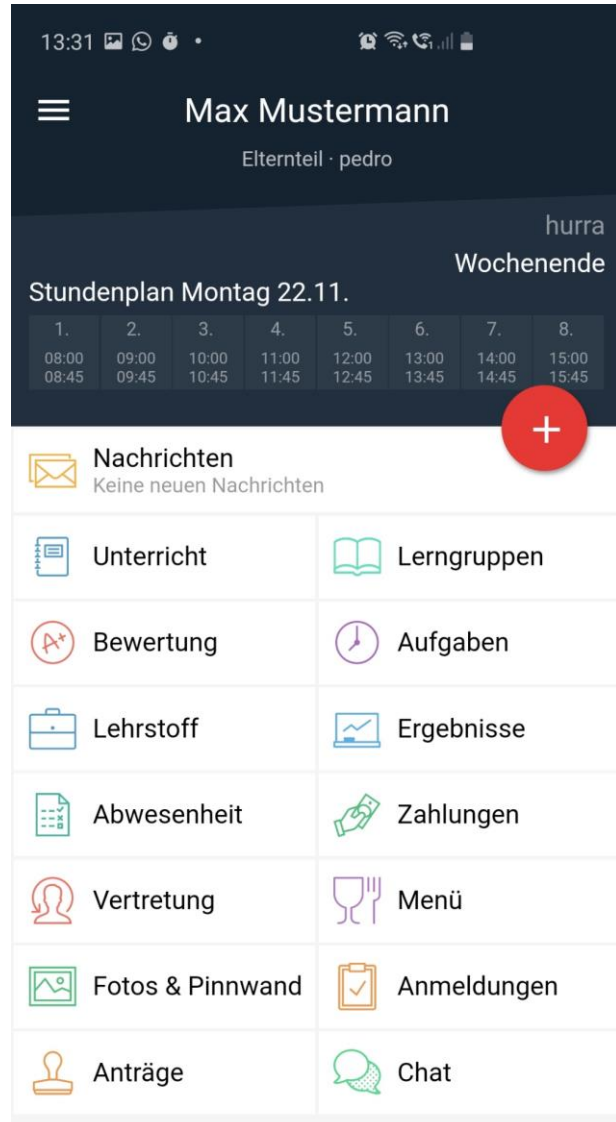 13:31
Max Mustermann
Elternteil · pedro
hurra
Wochenende
Stundenplan Montag 22.11.
1. 2. 3. 4. 5. 6. 7. 8.
08:00 09:00 10:00 11:00 12:00 13:00 14:00 15:00
08:45 09:45 10:45 11:45 12:45 13:45 14:45 15:45
+
Nachrichten
Keine neuen Nachrichten
Unterricht Lerngruppen
A+ Bewertung Aufgaben
Lehrstoff Ergebnisse
Abwesenheit Zahlungen
Vertretung Menü
Fotos & Pinnwand Anmeldungen
Anträge Chat